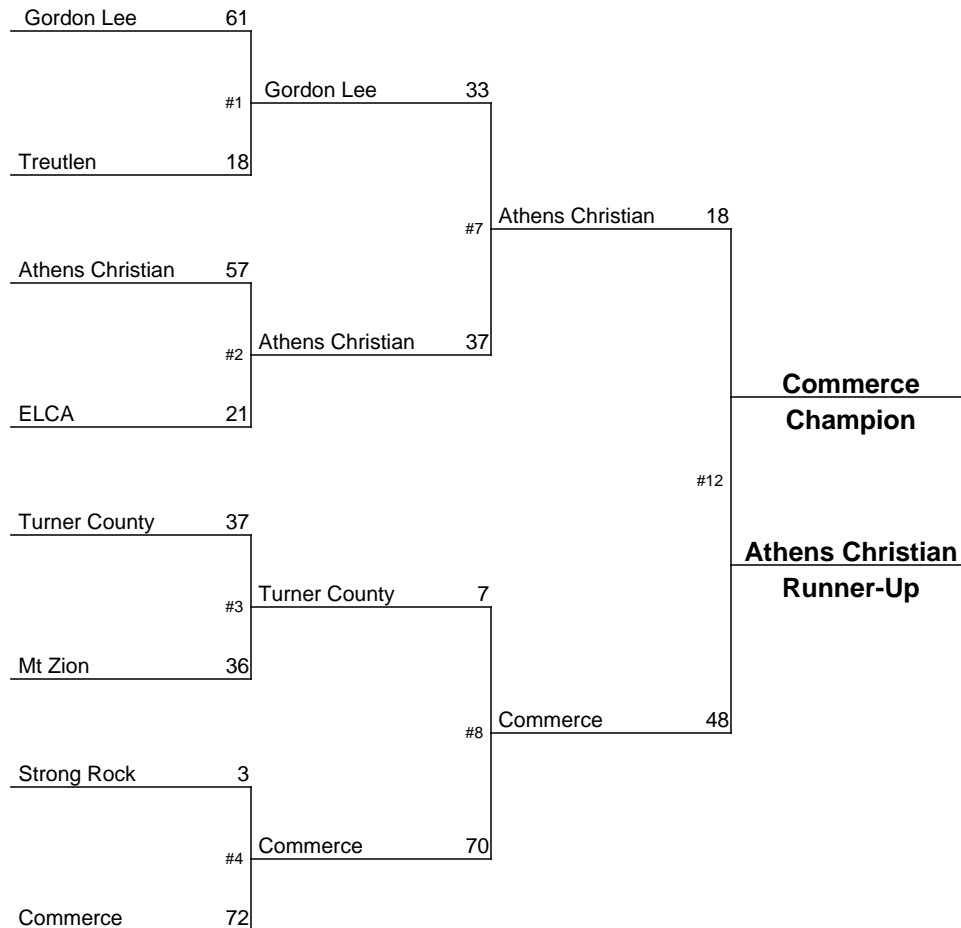 Gordon Lee 61
#1 Gordon Lee 33
Treutlen 18
#7 Athens Christian 18
Athens Christian 57
#2 Athens Christian 37
ELCA 21
Commerce
Champion
#12
Turner County 37
Athens Christian
Runner-Up
#3 Turner County 7
Mt Zion 36
#8 Commerce 48
Strong Rock 3
#4 Commerce 70
Commerce 72